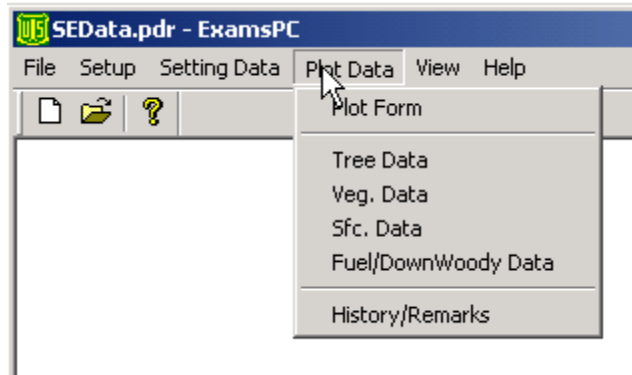 SEData.pdr - ExamsPC
File Setup Setting Data Plot Data View Help
Plot Form
Tree Data
Veg. Data
Sfc. Data
Fuel/DownWoody Data
History/Remarks